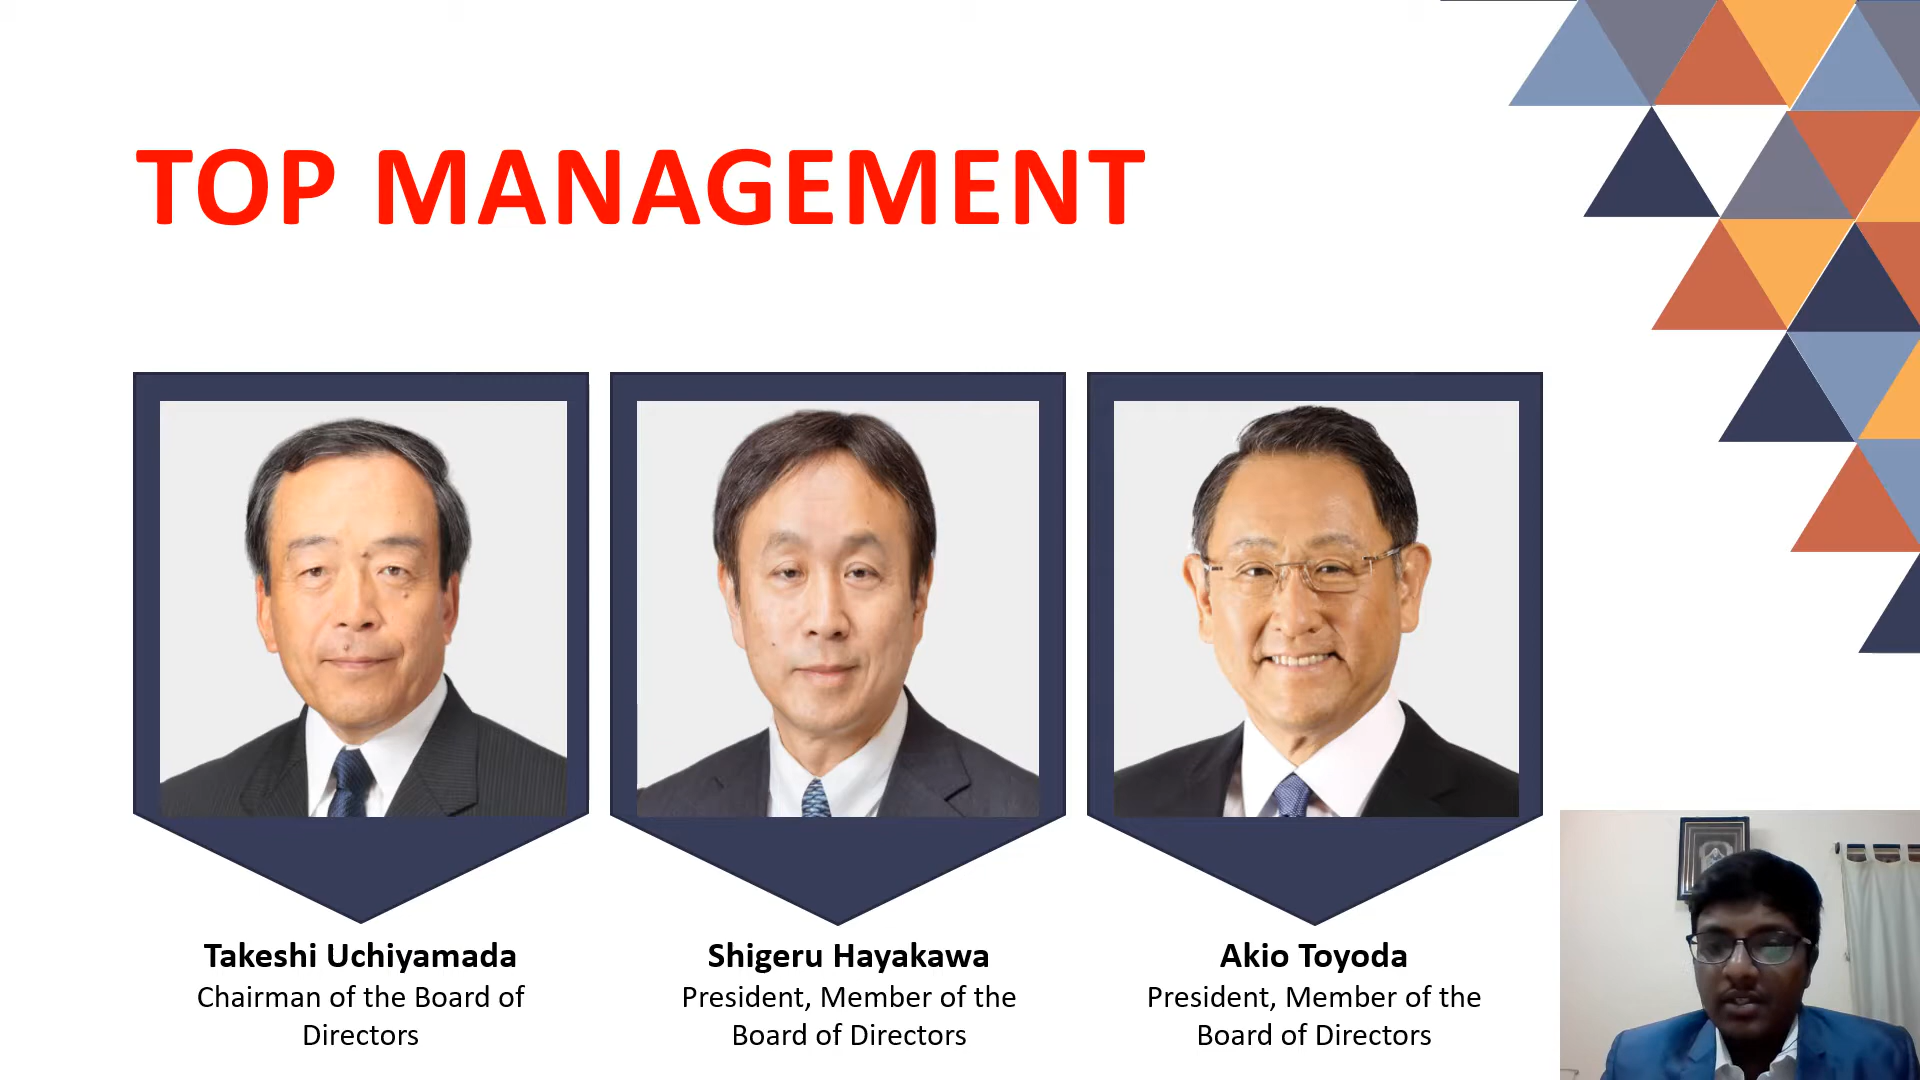 TOP MANAGEMENT
Takeshi Uchiyamada
Chairman of the Board of
Directors
Shigeru Hayakawa
President, Member of the
Board of Directors
Akio Toyoda
President, Member of the
Board of Directors